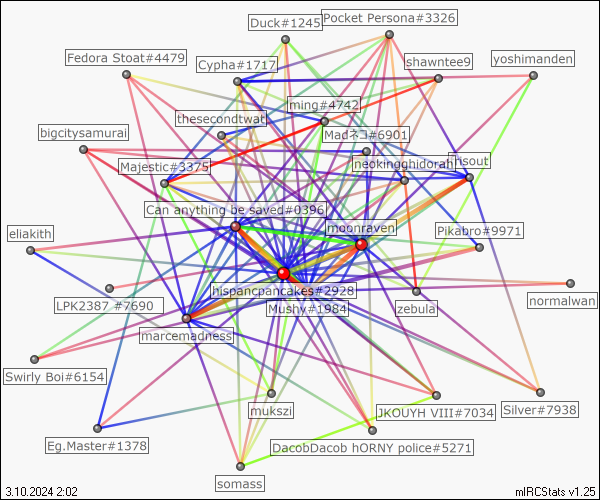 Duck#1245
Pocket Persona#3326
Fedora Stoat#4479
Cypha#1717
shawntee9
yoshimanden
ming#4742
thesecondtwat
bigcitysamurai
Madネコ#6901
Majestic#3375
neokingghidorah
Can anything be saved#0396
moonraven
eliakith
Pikabro#9971
hispancpancakes#2928
LPK2387 #7690
Mushy#1984
zebula
normalwan
marcemadness
Swirly Boi#6154
mukszi
JKOUYH VIII#7034
Silver#7938
Eg.Master#1378
DacobDacob hORNY police#5271
somass
3.10.2024 2:02
mIRCStats v1.25